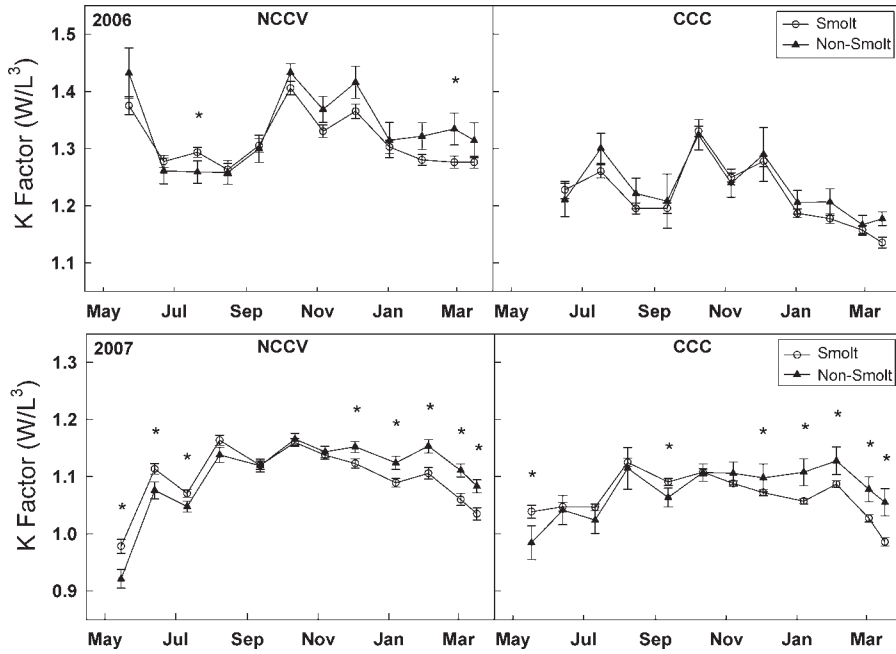 2006
NCCV
CCC
Smolt
Non-Smolt
K Factor (W/L³)
1.5
1.4
1.3
1.2
1.1
*
*
May Jul Sep Nov Jan Mar
May Jul Sep Nov Jan Mar
2007
NCCV
CCC
Smolt
Non-Smolt
K Factor (W/L³)
1.3
1.2
1.1
1.0
0.9
* * * * * * * *
* * * * * * *
May Jul Sep Nov Jan Mar
May Jul Sep Nov Jan Mar